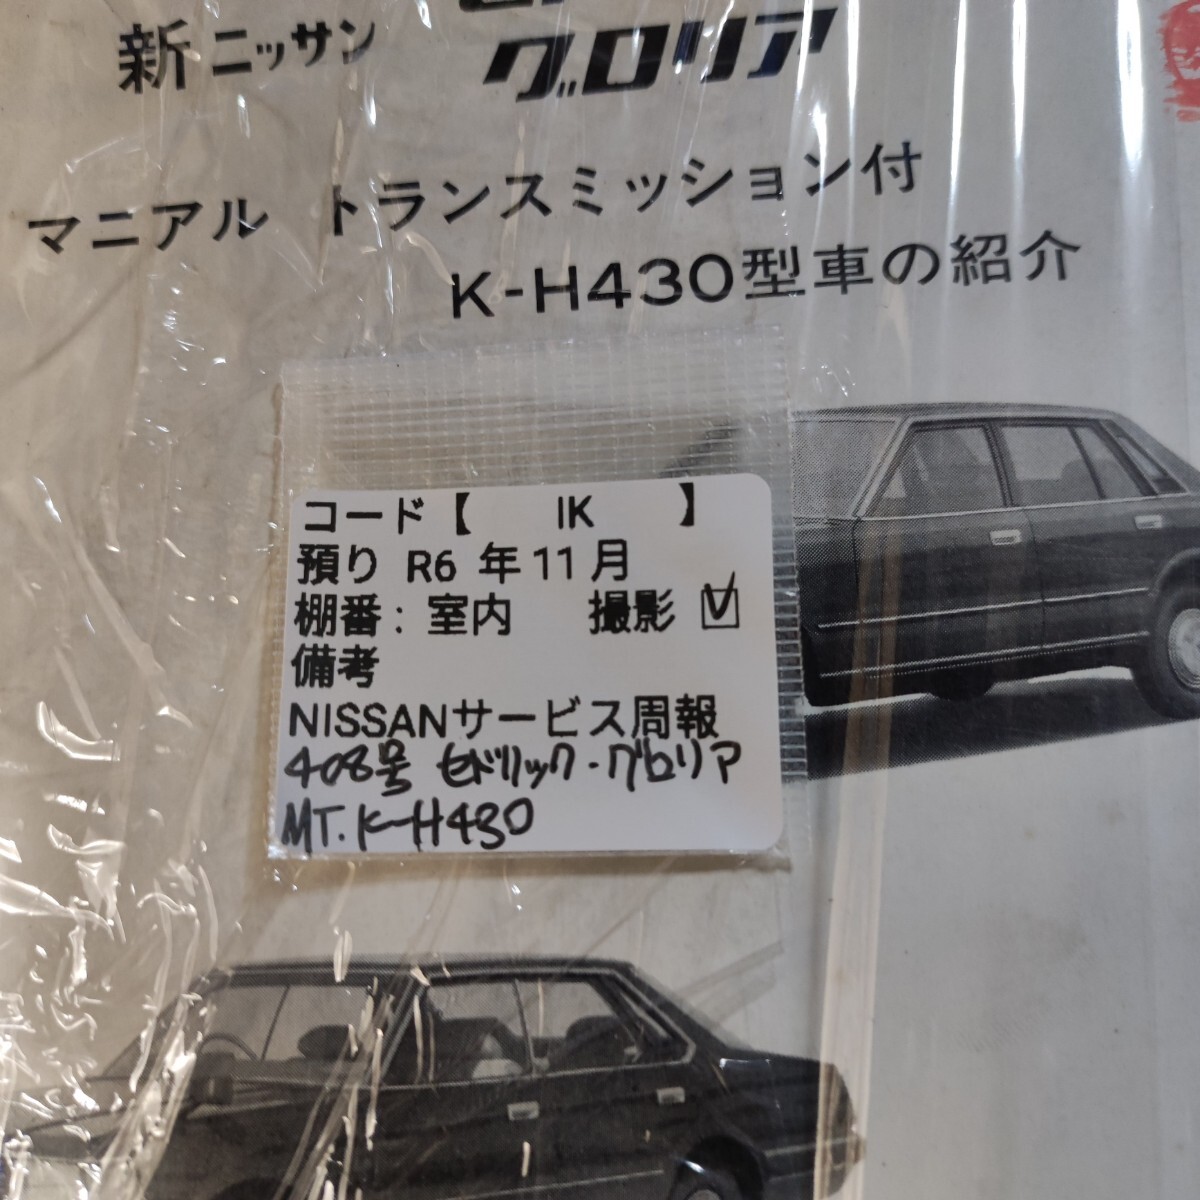 新ニッサン
グロリア
マニアル トランスミッション付
K-H430型車の紹介
コード【 IK 】
預り R6 年 11 月
棚番: 室内 撮影 ☑
備考
NISSANサービス周報
408号 セドリック・グロリア
MT.K-H430